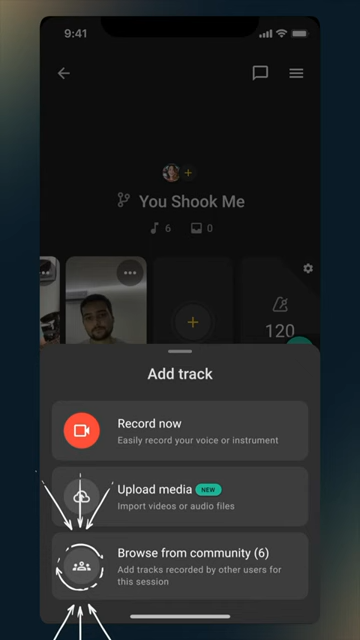 9:41
You Shook Me
6 0
120
Add track
Record now
Easily record your voice or instrument
Upload media NEW
Import videos or audio files
Browse from community (6)
Add tracks recorded by other users for
this session